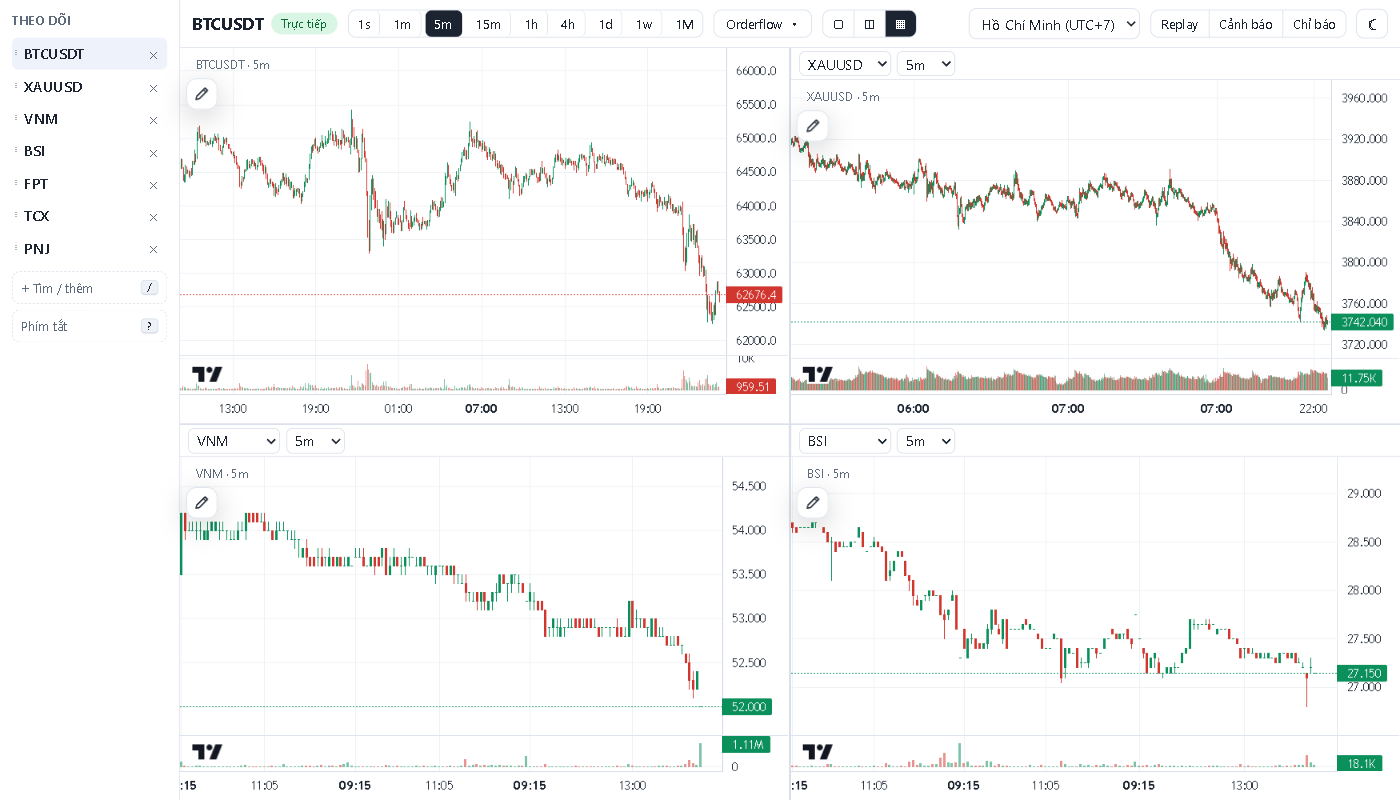 THEO DÕI
BTCUSDT
XAUUSD
VNM
BSI
FPT
TCX
PNJ
+ Tìm / thêm /
Phím tắt ?
BTCUSDT Trực tiếp 1s 1m 5m 15m 1h 4h 1d 1w 1M Orderflow Hồ Chí Minh (UTC+7) Replay Cảnh báo Chỉ báo
BTCUSDT · 5m
66000.0
65500.0
65000.0
64500.0
64000.0
63500.0
63000.0
62676.4
62500.0
62000.0
10K
959.51
13:00 19:00 01:00 07:00 13:00 19:00
XAUUSD 5m
XAUUSD · 5m
3960.000
3920.000
3880.000
3840.000
3800.000
3760.000
3742.040
3720.000
11.75K
0
06:00 07:00 07:00 22:00
VNM 5m
VNM · 5m
54.500
54.000
53.500
53.000
52.500
52.000
1.11M
0
:15 11:05 09:15 11:05 09:15 13:00
BSI 5m
BSI · 5m
29.000
28.500
28.000
27.500
27.150
27.000
18.1K
:15 11:05 09:15 11:05 09:15 13:00